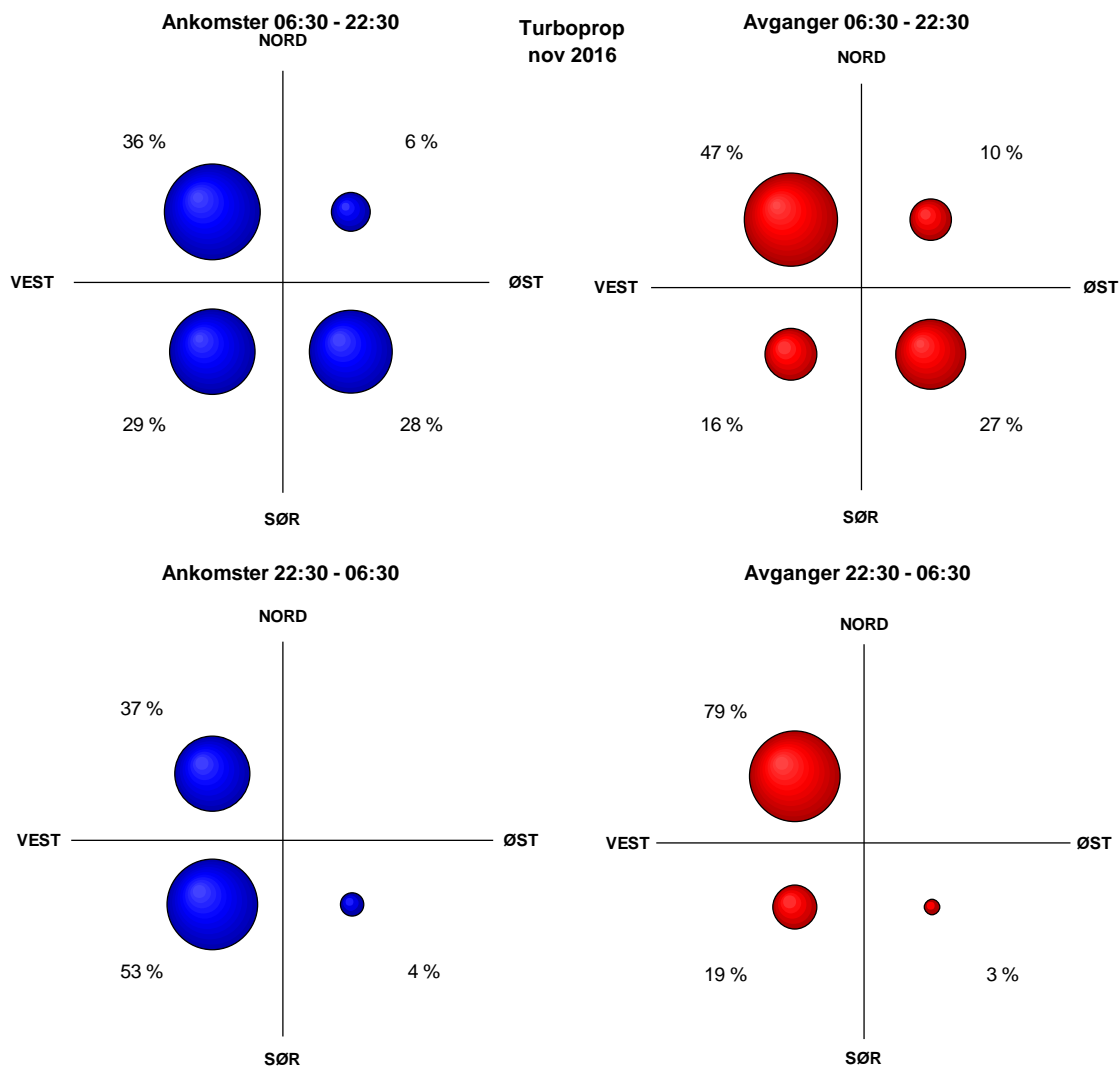 Ankomster 06:30 - 22:30
NORD
36 %
6 %
VEST
ØST
29 %
28 %
SØR
Turboprop
nov 2016
Avganger 06:30 - 22:30
NORD
47 %
10 %
VEST
ØST
16 %
27 %
SØR
Ankomster 22:30 - 06:30
NORD
37 %
VEST
ØST
53 %
4 %
SØR
Avganger 22:30 - 06:30
NORD
79 %
VEST
ØST
19 %
3 %
SØR